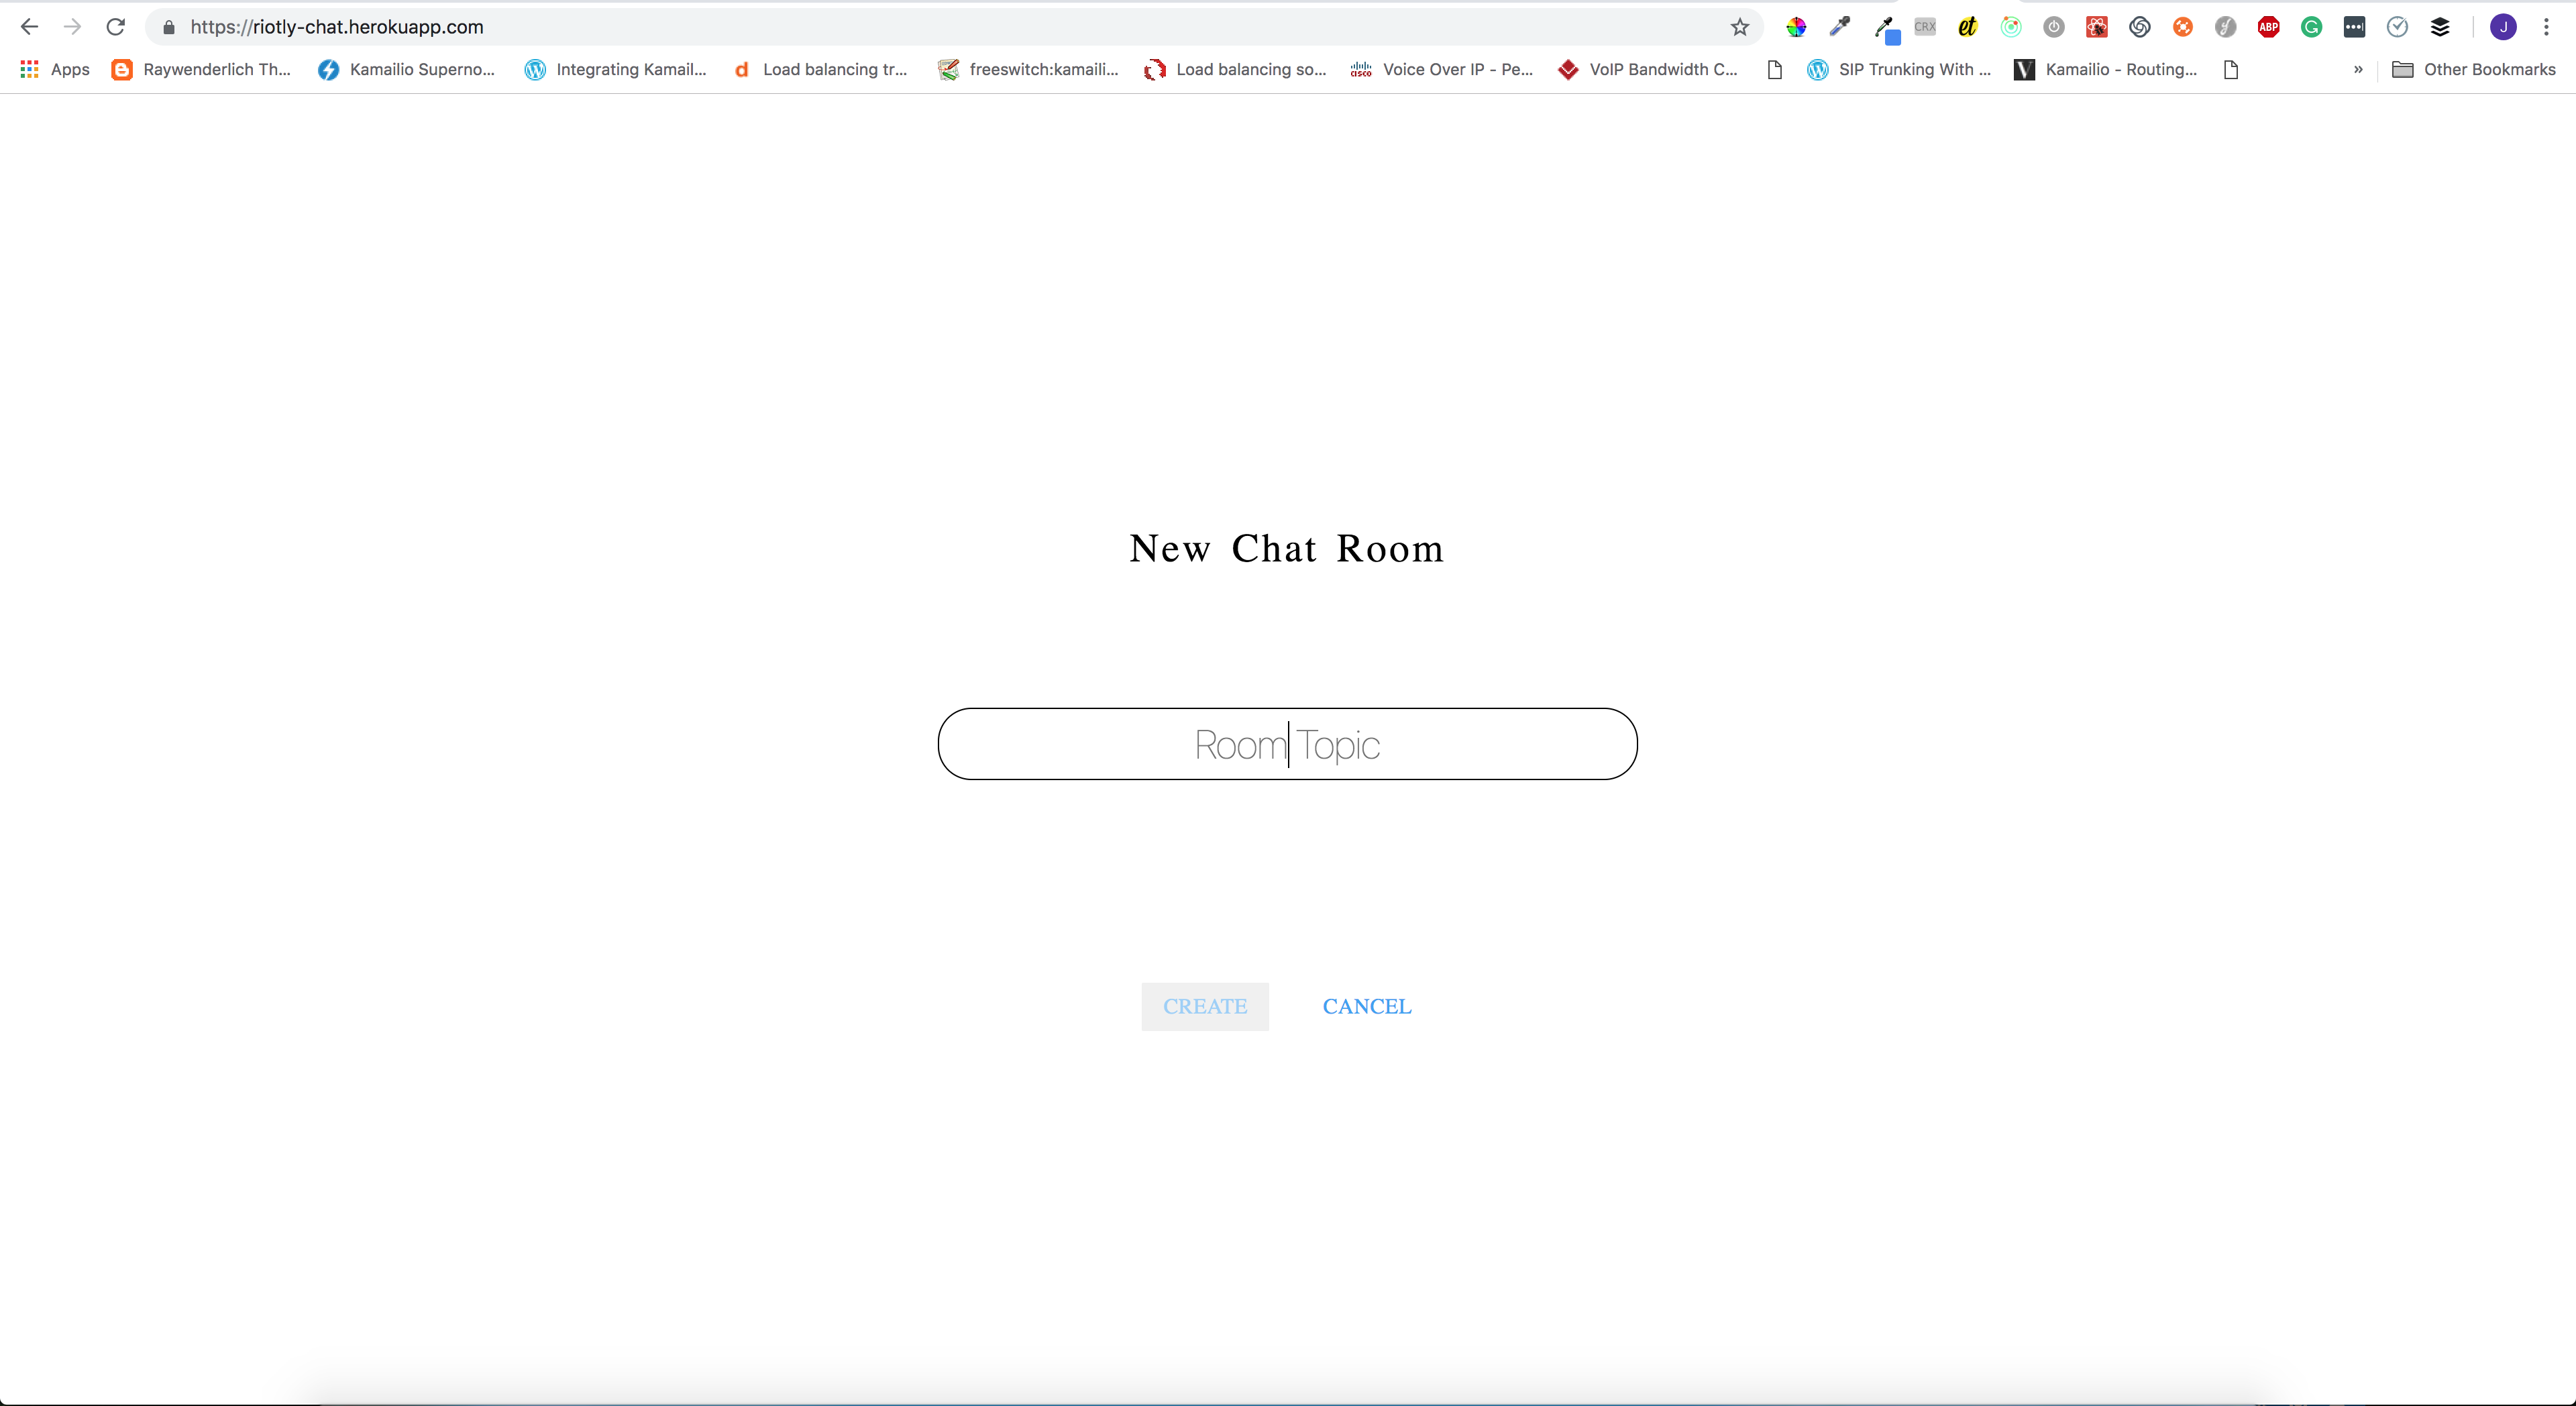 https://riotly-chat.herokuapp.com
CRX
et
ABP
J
Apps
Raywenderlich Th...
Kamailio Superno...
Integrating Kamail...
d
Load balancing tr...
freeswitch:kamaili...
Load balancing so...
cisco
Voice Over IP - Pe...
VoIP Bandwidth C...
SIP Trunking With ...
V
Kamailio - Routing...
»
Other Bookmarks
New Chat Room
Room Topic
CREATE
CANCEL